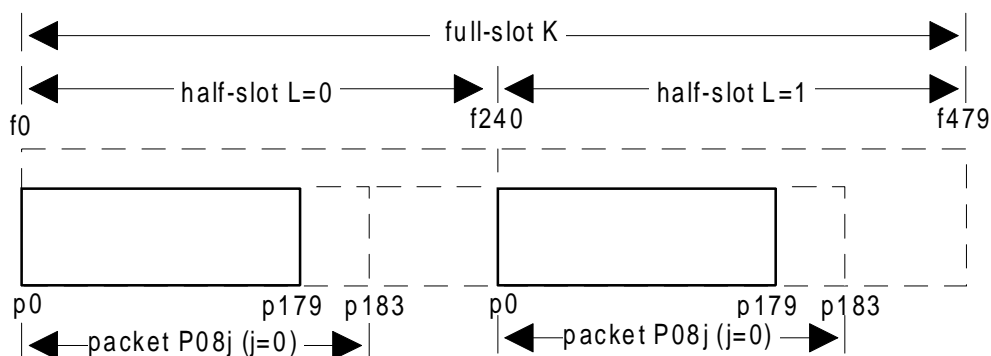 full-slot K
half-slot L=0 half-slot L=1
f0 f240 f479
p0 p179 p183 p0 p179 p183
packet P08j (j=0) packet P08j (j=0)